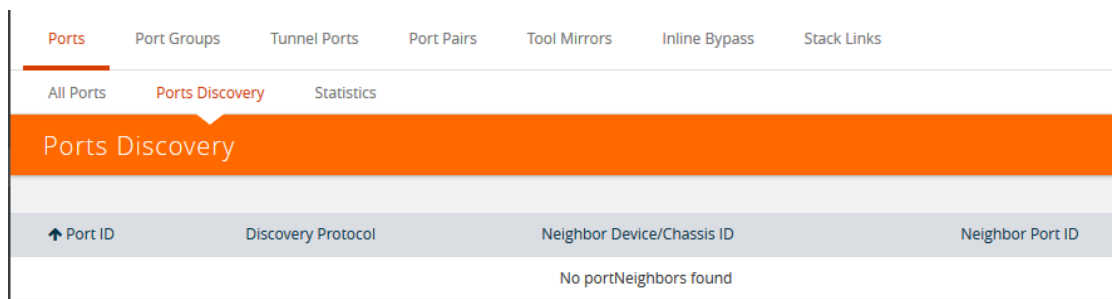 Ports Port Groups Tunnel Ports Port Pairs Tool Mirrors Inline Bypass Stack Links
All Ports Ports Discovery Statistics
Ports Discovery
Port ID Discovery Protocol Neighbor Device/Chassis ID Neighbor Port ID
No portNeighbors found